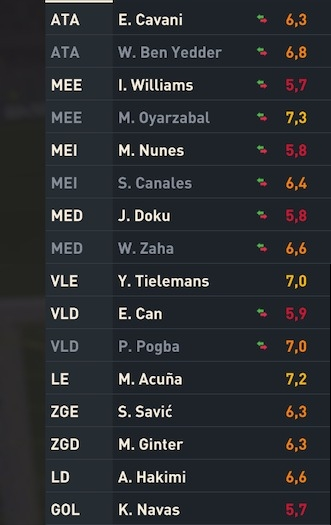 ATA E. Cavani 6,3
ATA W. Ben Yedder 6,8
MEE I. Williams 5,7
MEE M. Oyarzabal 7,3
MEI M. Nunes 5,8
MEI S. Canales 6,4
MED J. Doku 5,8
MED W. Zaha 6,6
VLE Y. Tielemans 7,0
VLD E. Can 5,9
VLD P. Pogba 7,0
LE M. Acuña 7,2
ZGE S. Savić 6,3
ZGD M. Ginter 6,3
LD A. Hakimi 6,6
GOL K. Navas 5,7